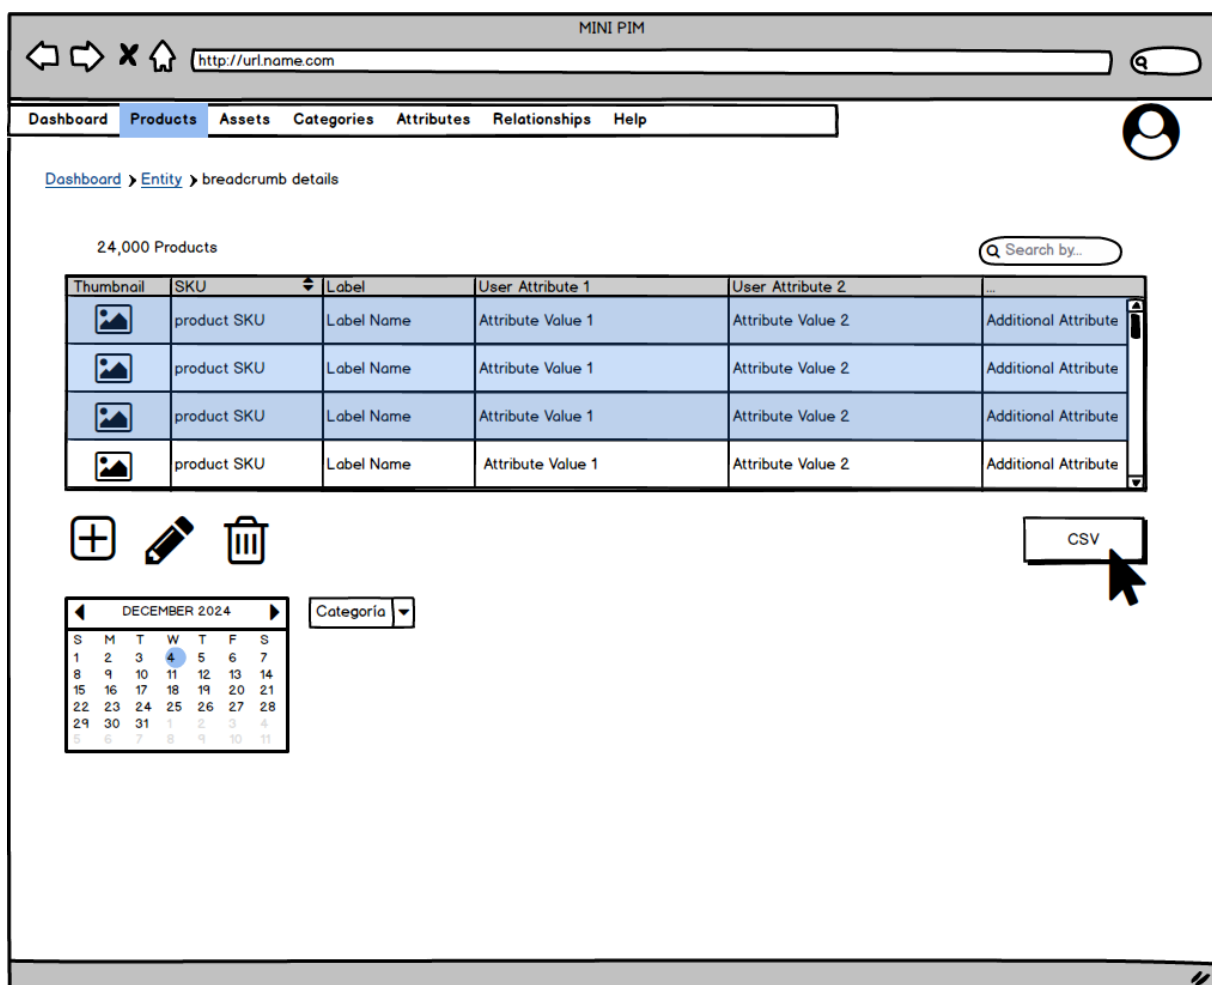 MINI PIM
http://url.name.com
Dashboard Products Assets Categories Attributes Relationships Help
Dashboard Entity breadcrumb details
24,000 Products
Search by...
Thumbnail SKU Label User Attribute 1 User Attribute 2 ...
product SKU Label Name Attribute Value 1 Attribute Value 2 Additional Attribute
product SKU Label Name Attribute Value 1 Attribute Value 2 Additional Attribute
product SKU Label Name Attribute Value 1 Attribute Value 2 Additional Attribute
product SKU Label Name Attribute Value 1 Attribute Value 2 Additional Attribute
CSV
DECEMBER 2024
S M T W T F S
1 2 3 4 5 6 7
8 9 10 11 12 13 14
15 16 17 18 19 20 21
22 23 24 25 26 27 28
29 30 31 1 2 3 4
5 6 7 8 9 10 11
Categoría